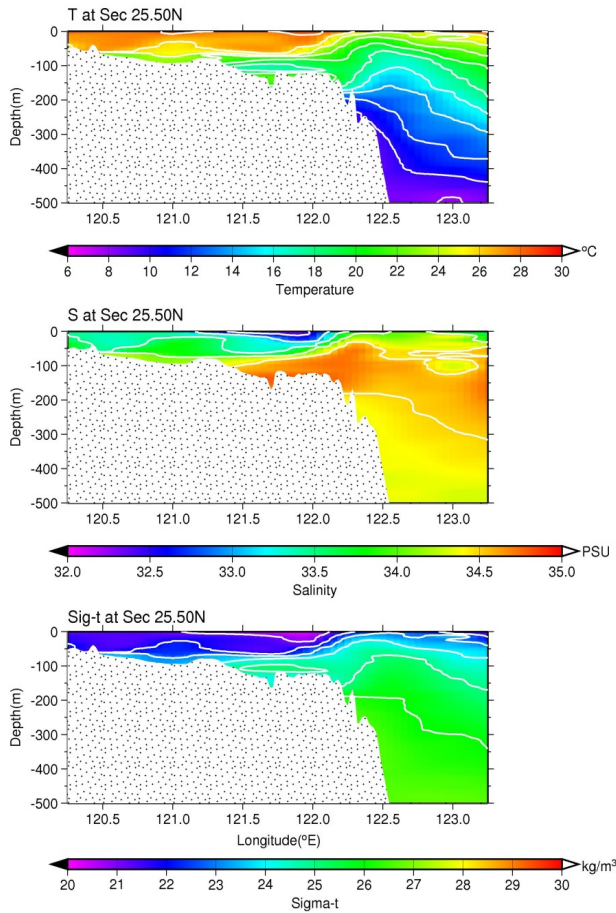 T at Sec 25.50N
0
-100
-200
-300
-400
-500
Depth(m)
120.5 121.0 121.5 122.0 122.5 123.0
6 8 10 12 14 16 18 20 22 24 26 28 30
ºC
Temperature
S at Sec 25.50N
0
-100
-200
-300
-400
-500
Depth(m)
120.5 121.0 121.5 122.0 122.5 123.0
32.0 32.5 33.0 33.5 34.0 34.5 35.0
PSU
Salinity
Sig-t at Sec 25.50N
0
-100
-200
-300
-400
-500
Depth(m)
120.5 121.0 121.5 122.0 122.5 123.0
Longitude(ºE)
20 21 22 23 24 25 26 27 28 29 30
kg/m³
Sigma-t